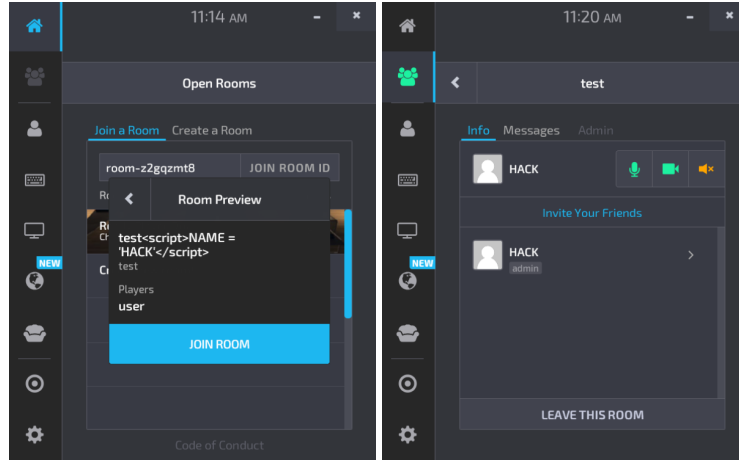 11:14 AM
Open Rooms
Join a Room Create a Room
room-z2gqzmt8 JOIN ROOM ID
Room Preview
test<script>NAME =
'HACK'</script>
test
Players
user
JOIN ROOM
NEW
Code of Conduct
11:20 AM
test
Info Messages Admin
HACK
Invite Your Friends
HACK
admin
NEW
LEAVE THIS ROOM